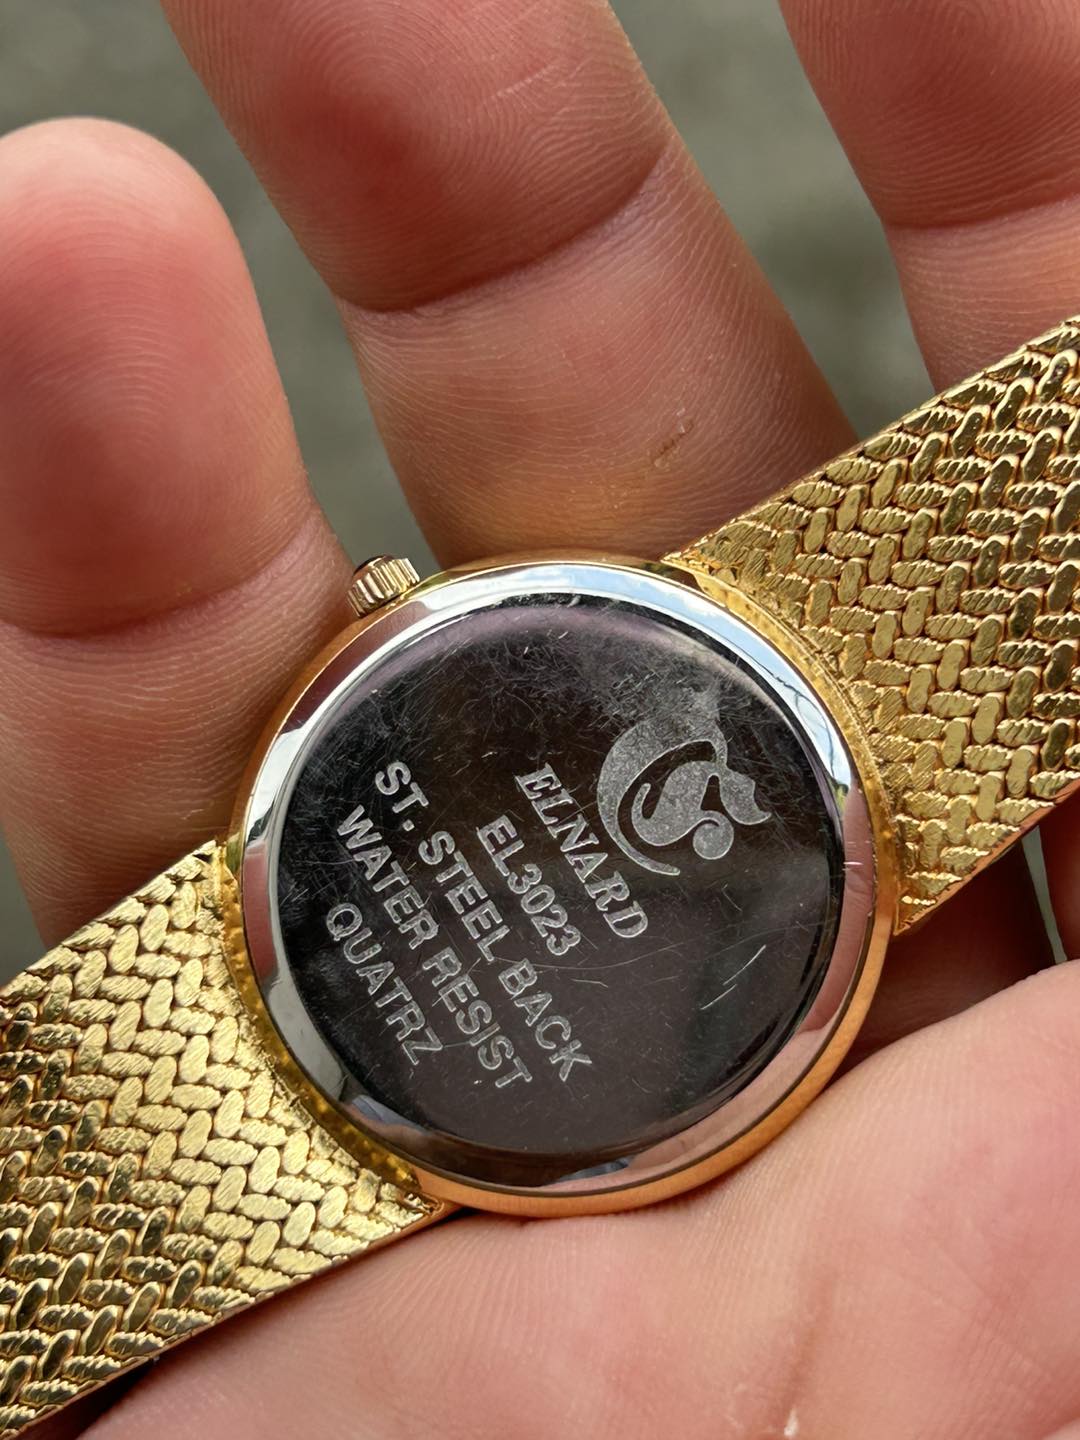 ELNARD
EL3023
ST. STEEL BACK
WATER RESIST
QUATRZ